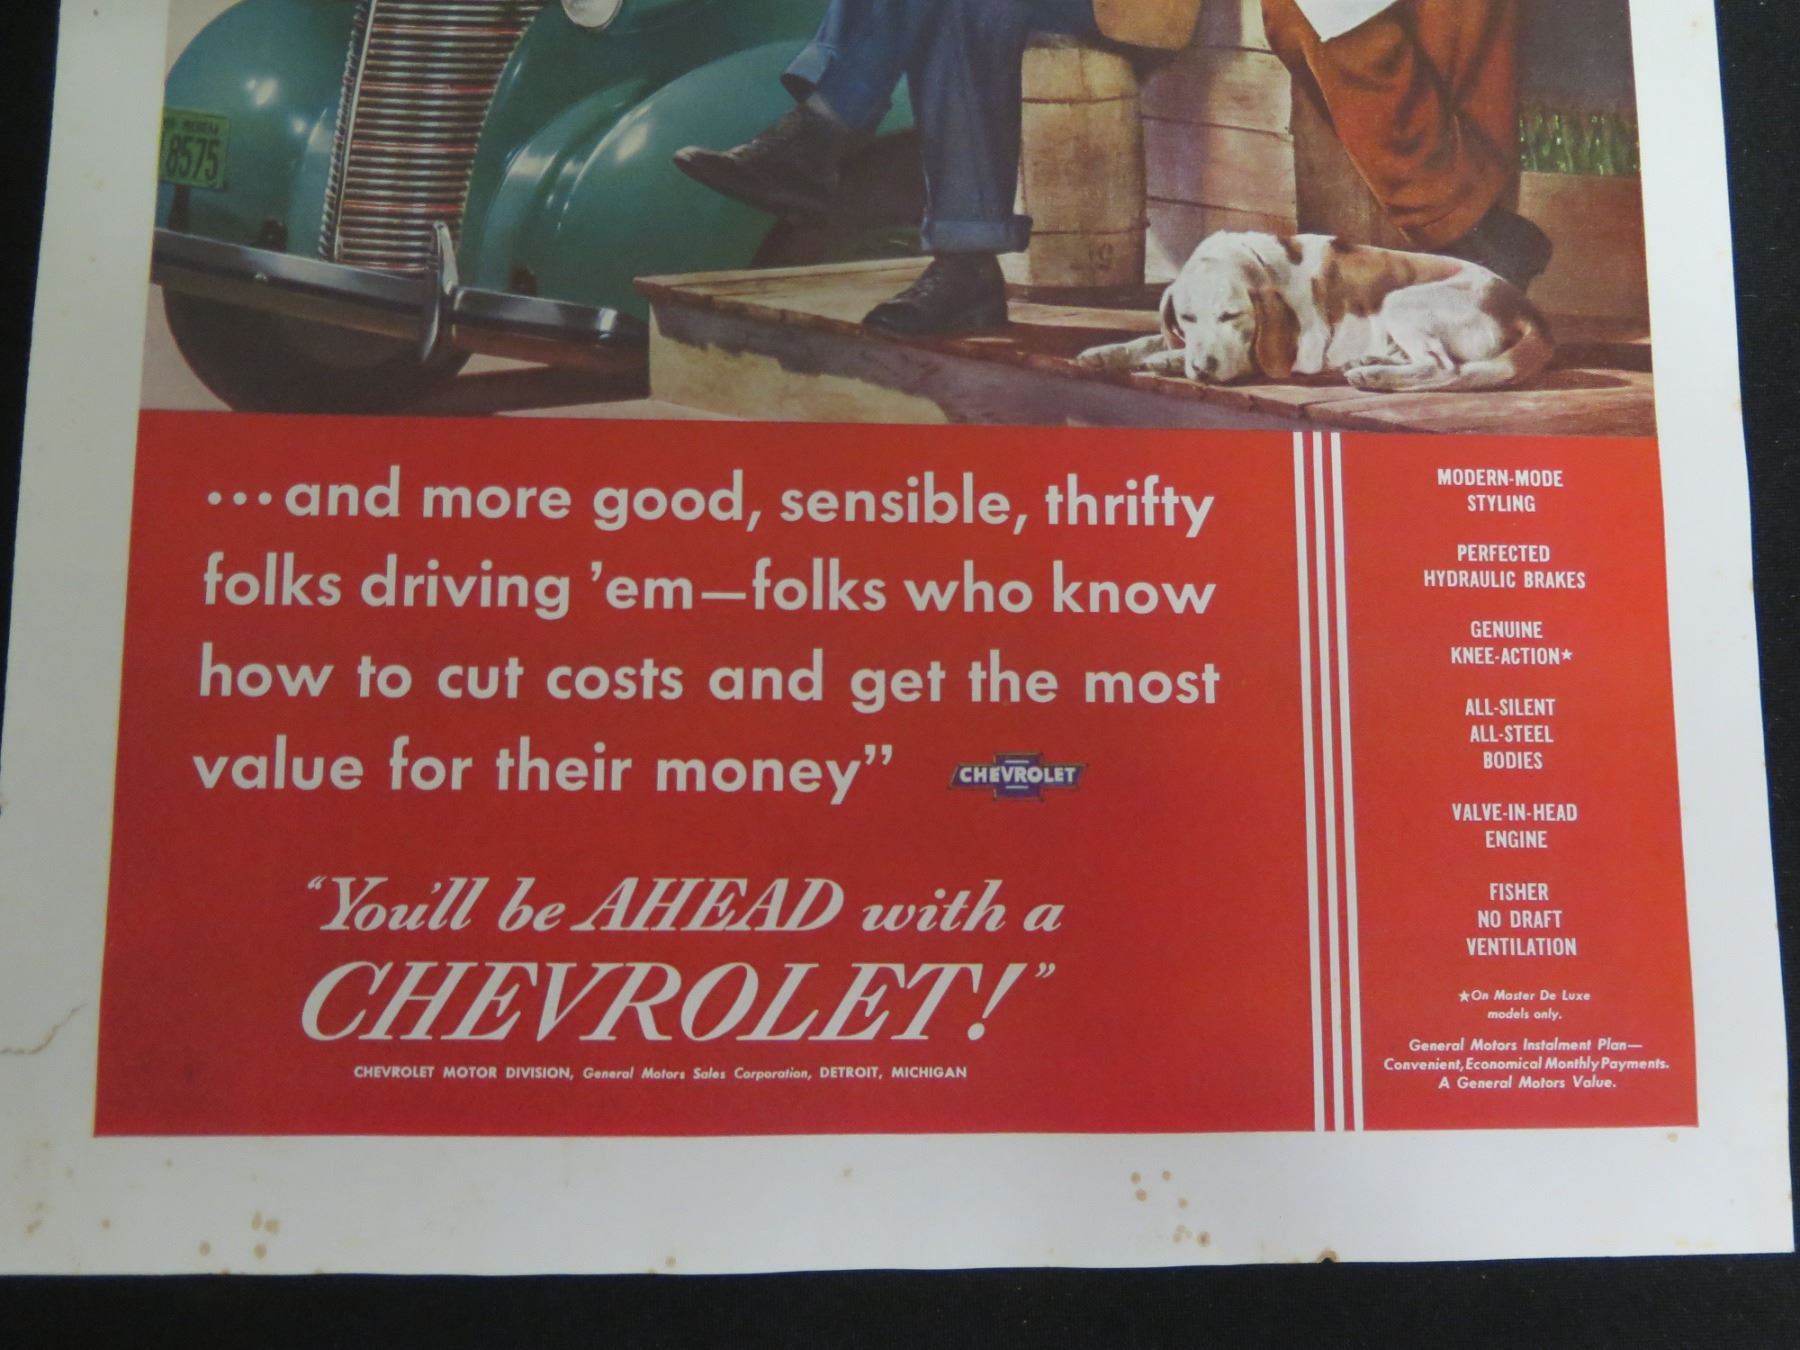 8575
...and more good, sensible, thrifty
folks driving 'em—folks who know
how to cut costs and get the most
value for their money”
CHEVROLET
“You'll be AHEAD with a
CHEVROLET!”
CHEVROLET MOTOR DIVISION, General Motors Sales Corporation, DETROIT, MICHIGAN
MODERN-MODE
STYLING
PERFECTED
HYDRAULIC BRAKES
GENUINE
KNEE-ACTION★
ALL-SILENT
ALL-STEEL
BODIES
VALVE-IN-HEAD
ENGINE
FISHER
NO DRAFT
VENTILATION
★On Master De Luxe
models only.
General Motors Instalment Plan—
Convenient, Economical Monthly Payments.
A General Motors Value.